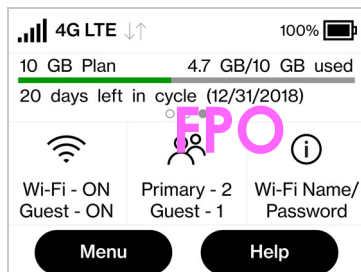 4G LTE 100%
10 GB Plan 4.7 GB/10 GB used
20 days left in cycle (12/31/2018)
FPO
Wi-Fi - ON Primary - 2 Wi-Fi Name/
Guest - ON Guest - 1 Password
Menu Help